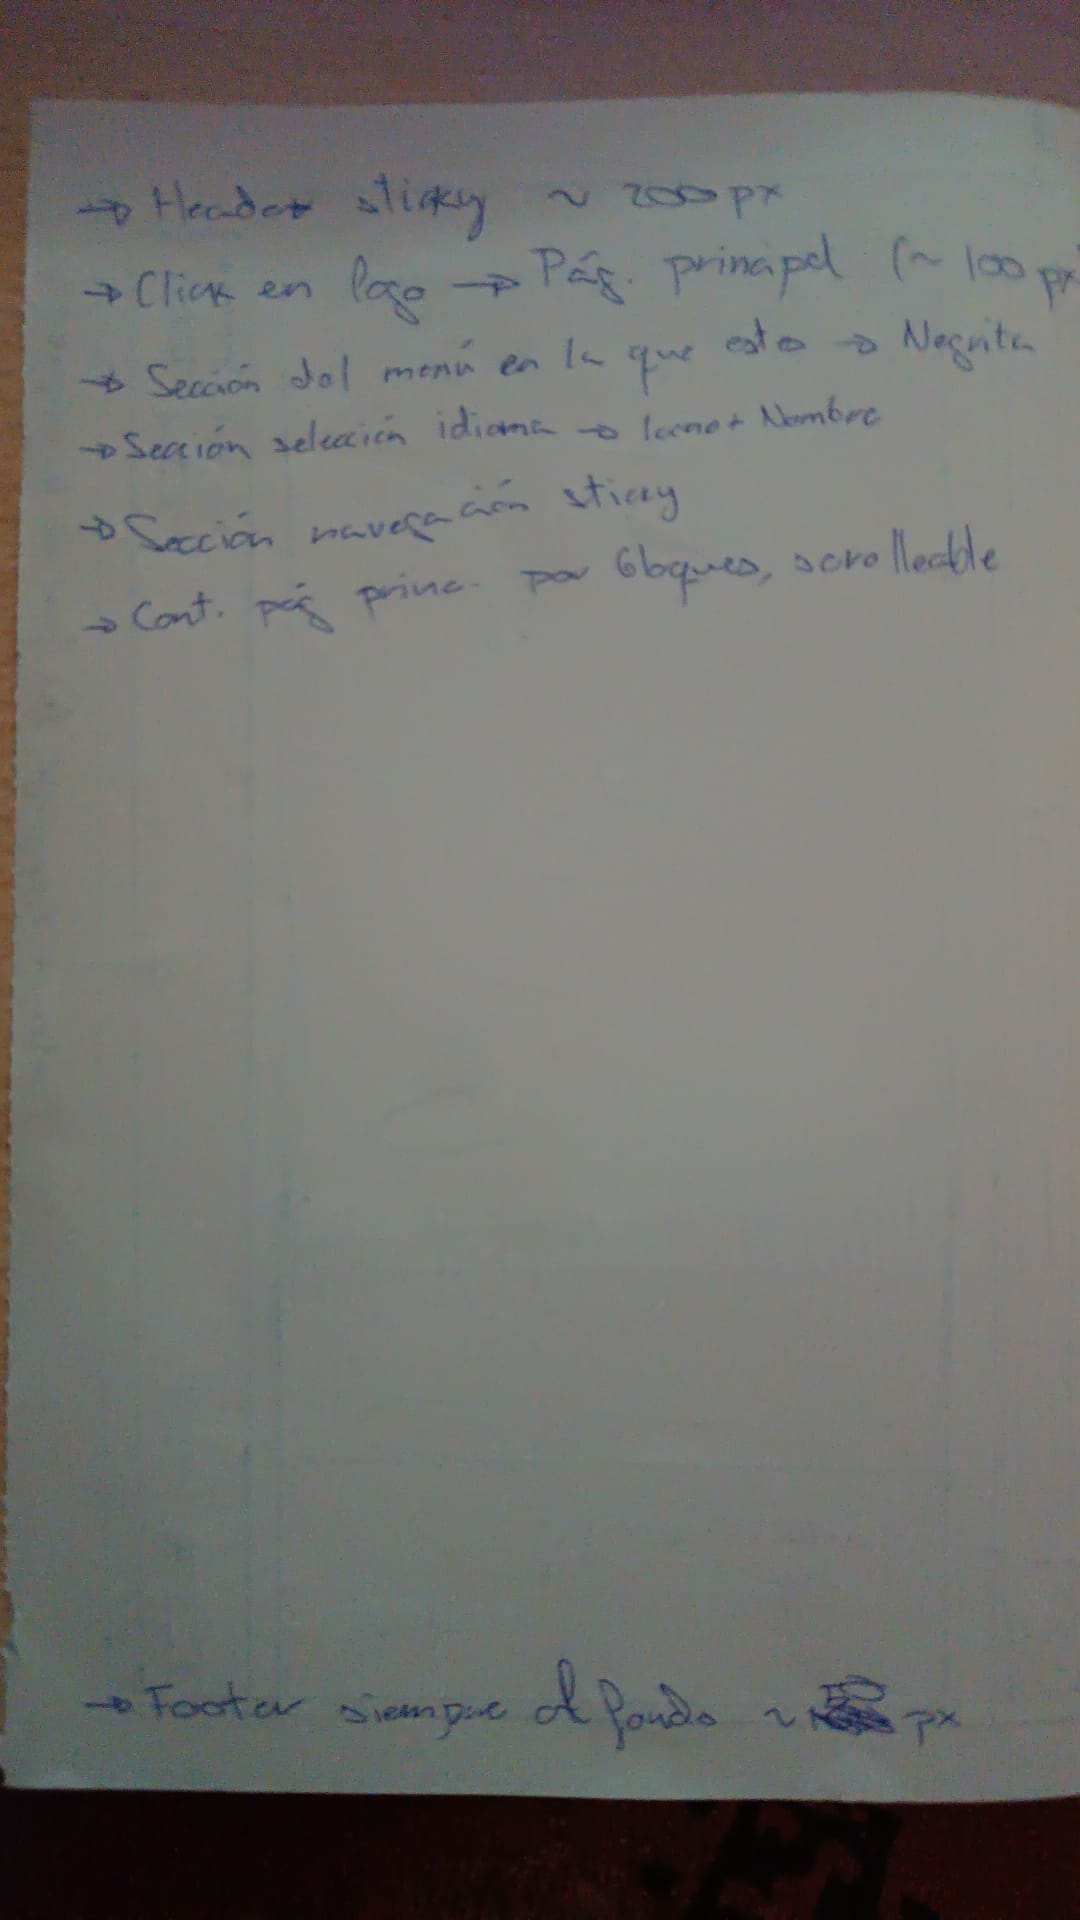 → Header sticky ~ 200 px
→ Click en logo → Pág. principal (~ 100 px)
→ Sección del menú en la que esto → Negrita
→ Sección selección idioma → Icono + Nombre
→ Sección navegación sticky
→ Cont. pág princ. por bloques, scrolleable
→ Footer siempre al fondo ~ px